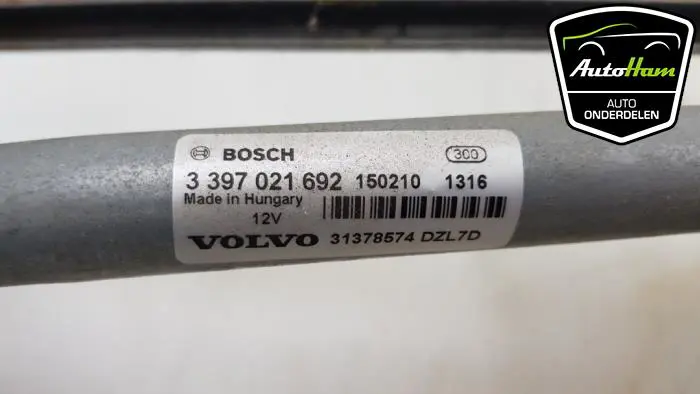 AutoHam
AUTO
ONDERDELEN
BOSCH
300
3 397 021 692 150210 1316
Made in Hungary
12V
VOLVO 31378574 DZL7D